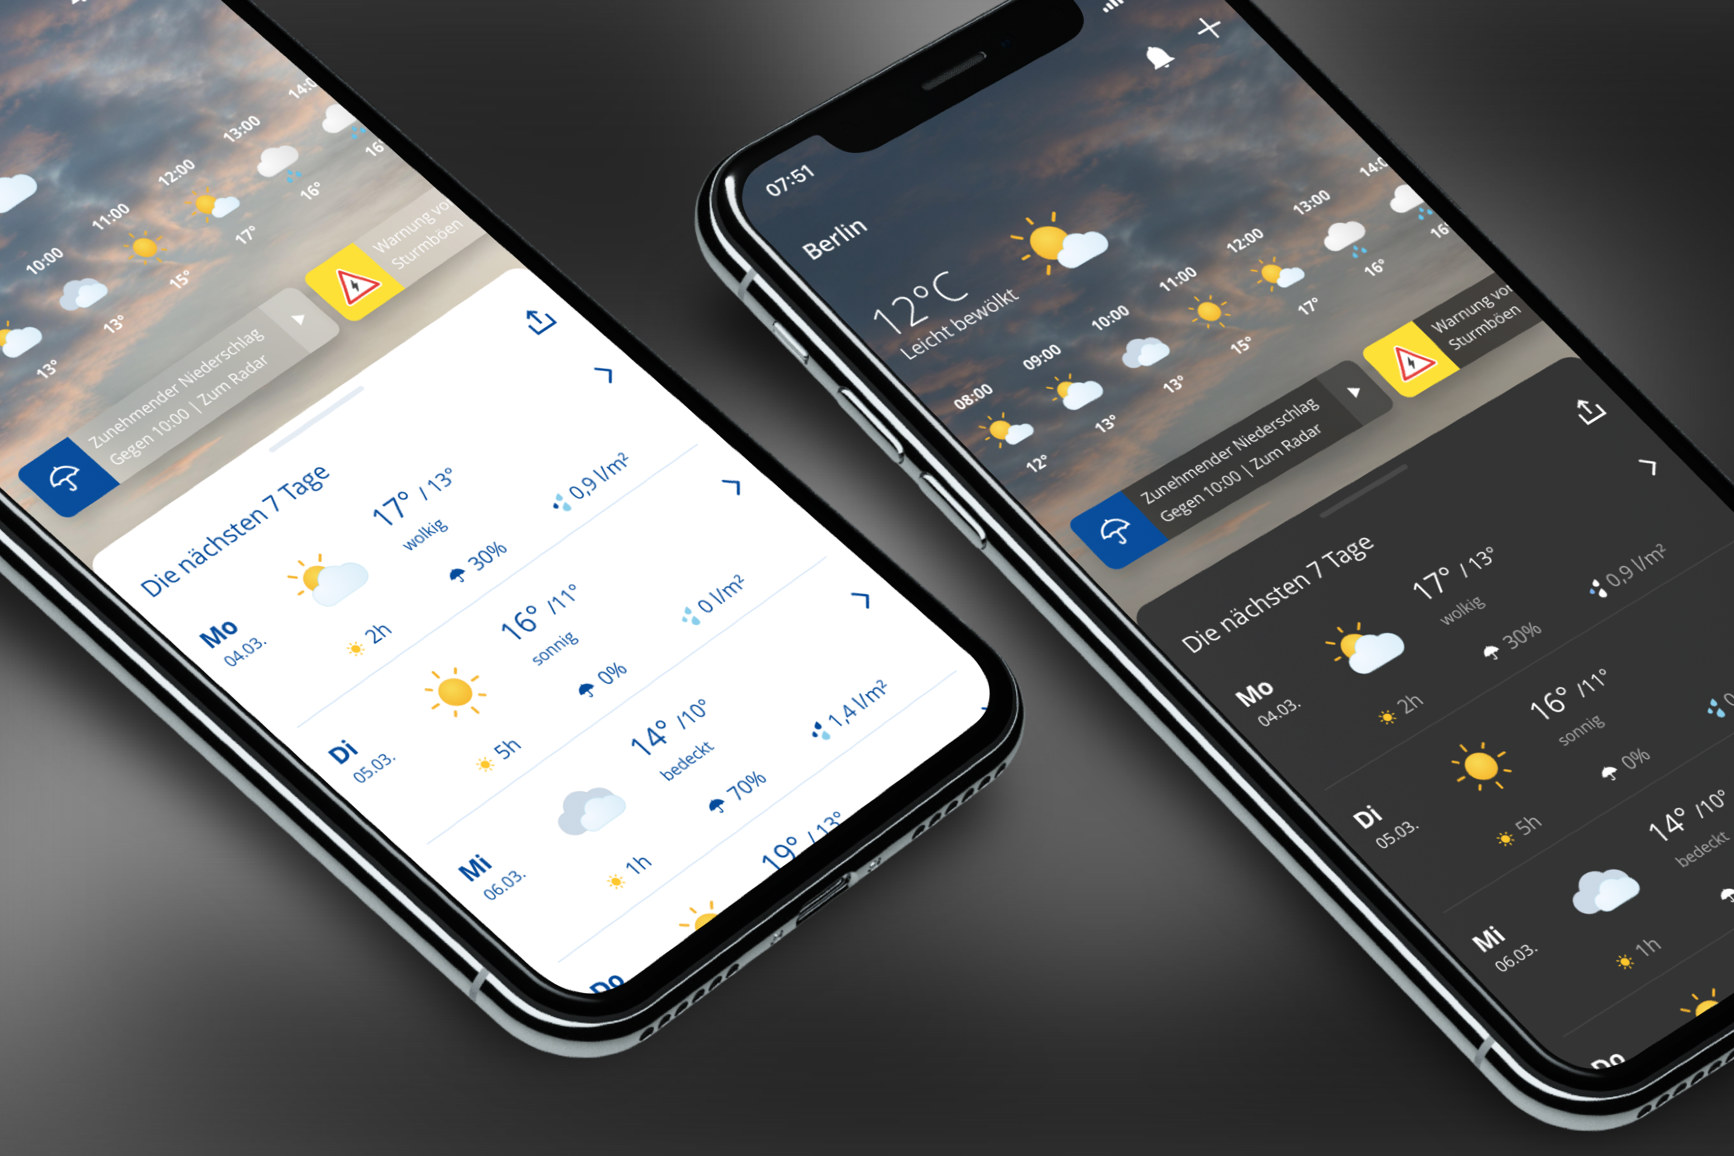 10:00
11:00
12:00
13:00
14:0
13°
13°
15°
17°
16°
16
Zunehmender Niederschlag
Gegen 10:00 | Zum Radar
Warnung vo
Sturmböen
Die nächsten 7 Tage
Mo
04.03.
17° / 13°
wolkig
2h
30%
0,9 l/m²
Di
05.03.
16° /11°
sonnig
5h
0%
0 l/m²
Mi
06.03.
14° /10°
bedeckt
1h
70%
1,4 l/m²
Do
19° / 13°
07:51
Berlin
12°C
Leicht bewölkt
08:00
09:00
10:00
11:00
12:00
13:00
14:0
12°
13°
13°
15°
17°
16°
16
Zunehmender Niederschlag
Gegen 10:00 | Zum Radar
Warnung vo
Sturmböen
Die nächsten 7 Tage
Mo
04.03.
17° / 13°
wolkig
2h
30%
0,9 l/m²
Di
05.03.
16° /11°
sonnig
5h
0%
0
Mi
06.03.
14° /10°
bedeckt
1h
Do